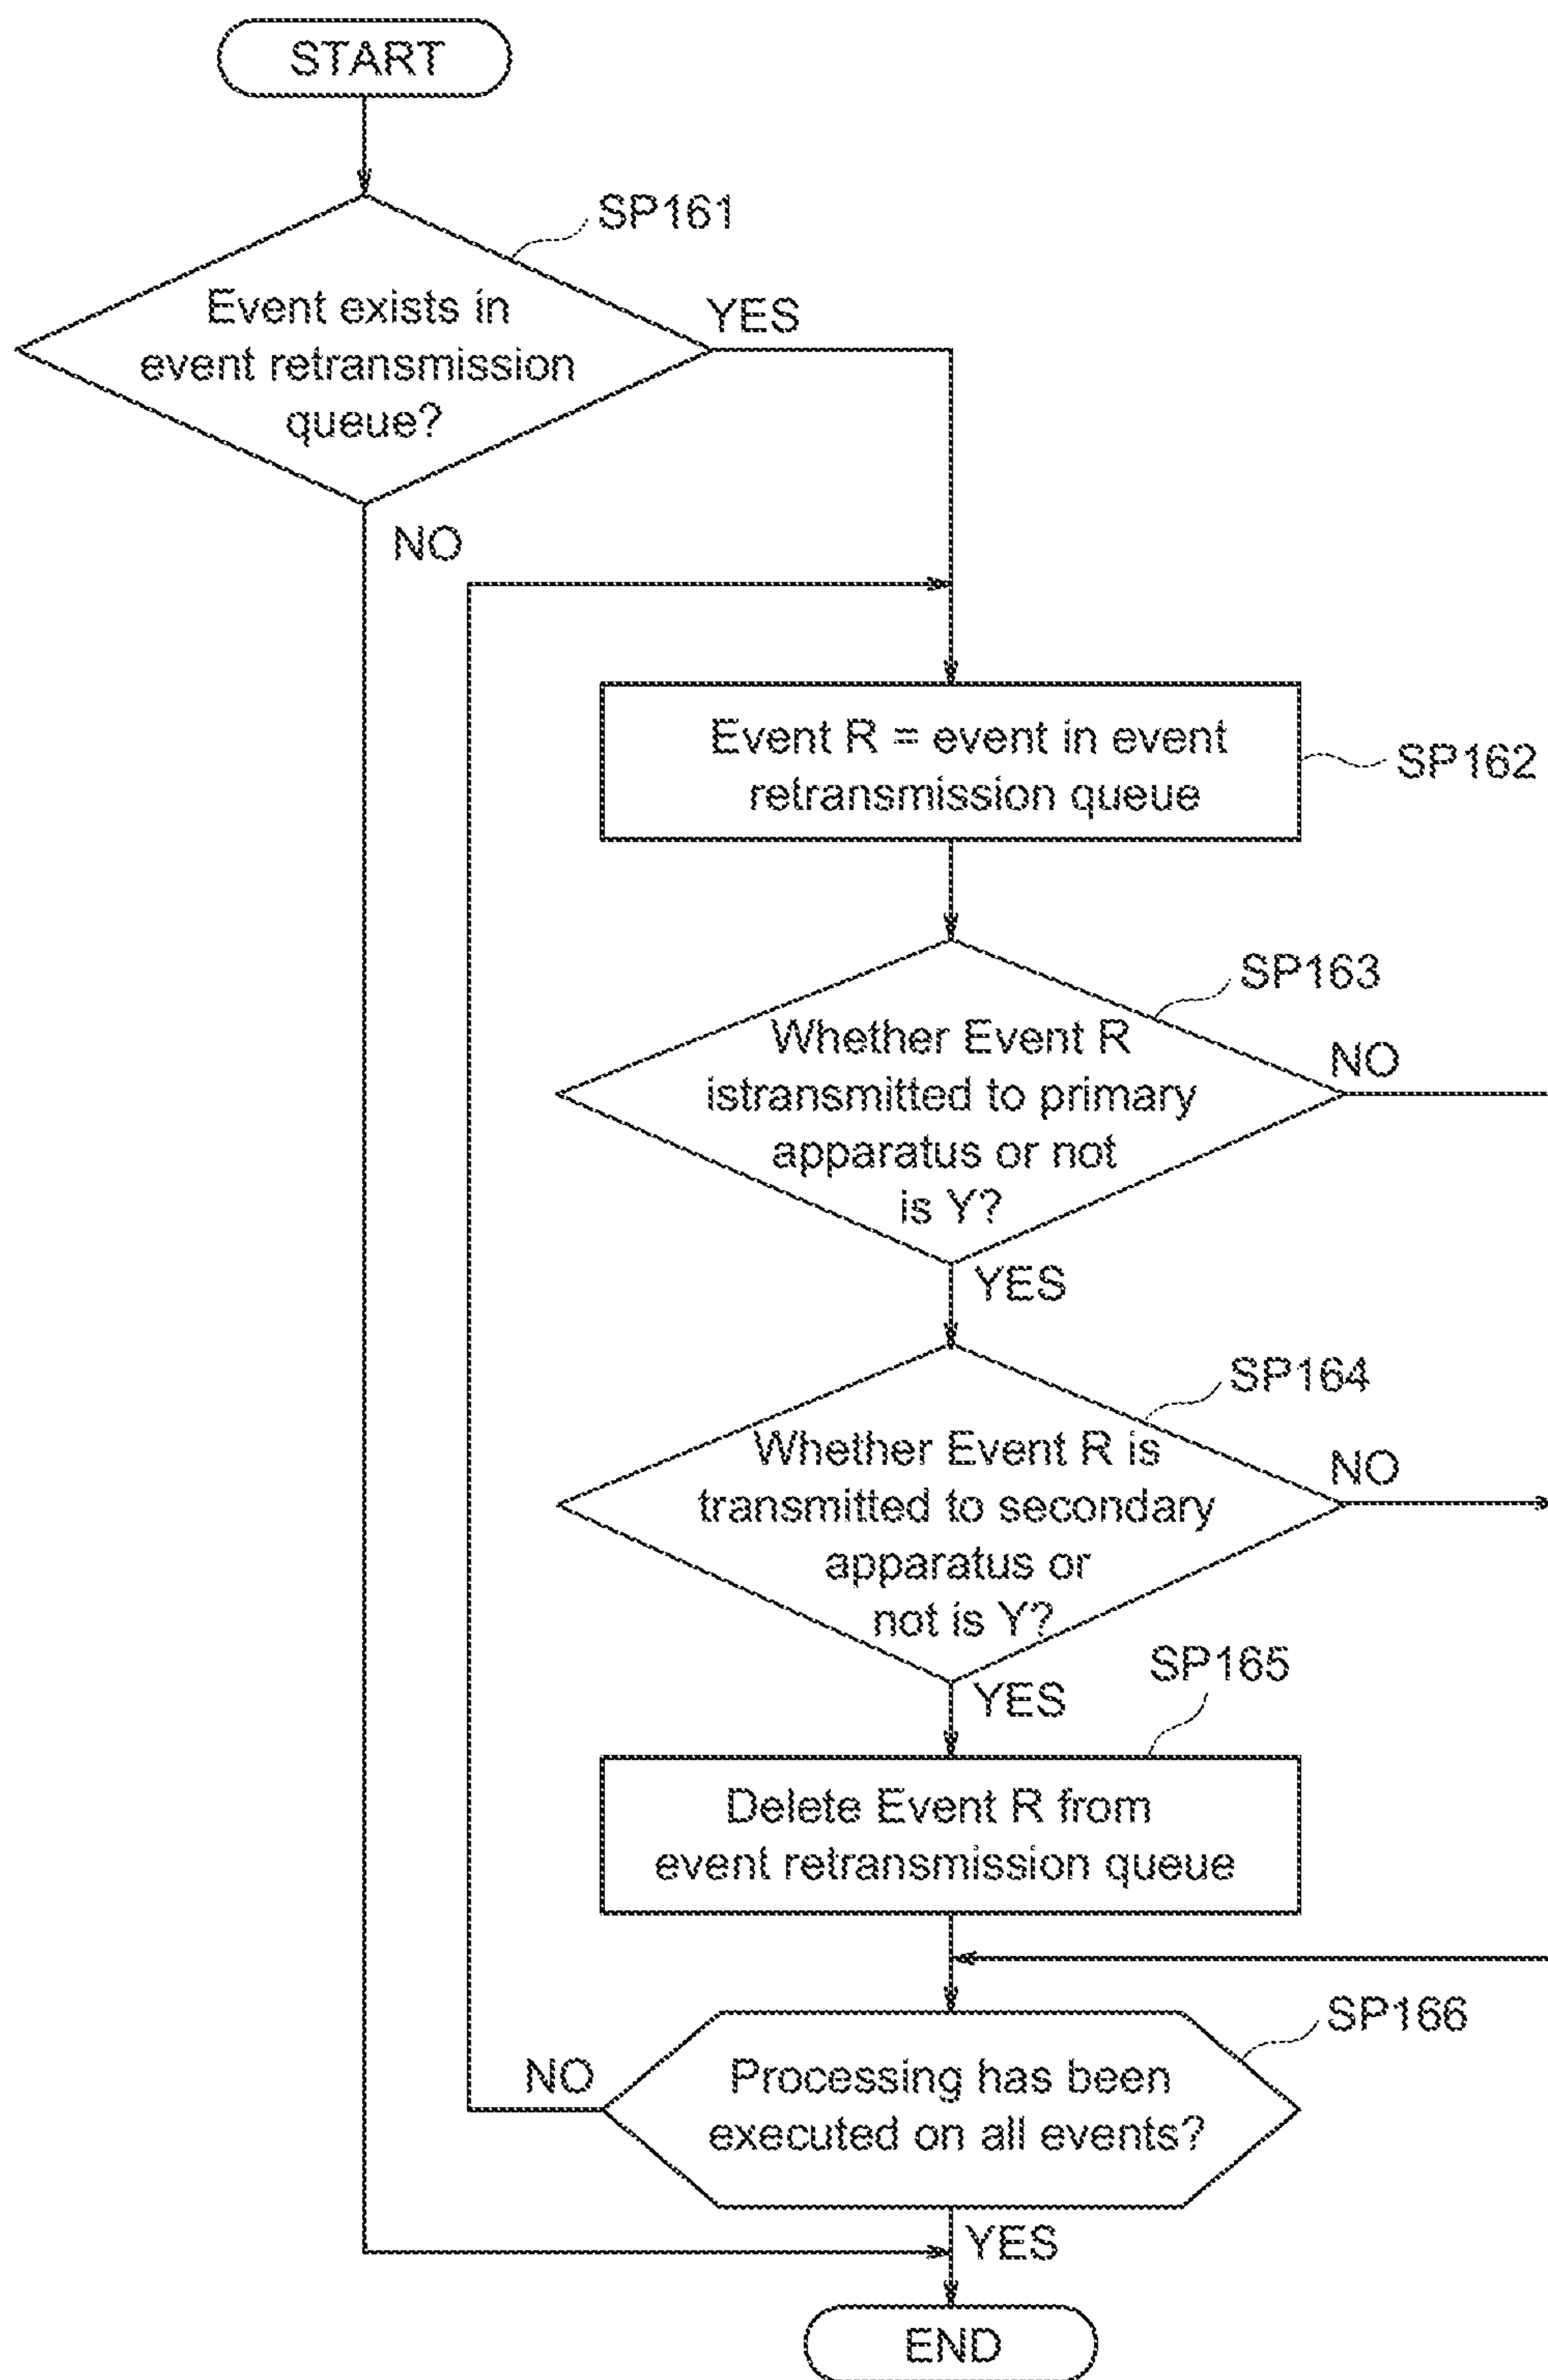 START
SP161
Event exists in
event retransmission
queue?
YES
NO
Event R = event in event
retransmission queue
SP162
SP163
Whether Event R
istransmitted to primary
apparatus or not
is Y?
NO
YES
SP164
Whether Event R is
transmitted to secondary
apparatus or
not is Y?
NO
YES
SP165
Delete Event R from
event retransmission queue
SP166
Processing has been
executed on all events?
NO
YES
END